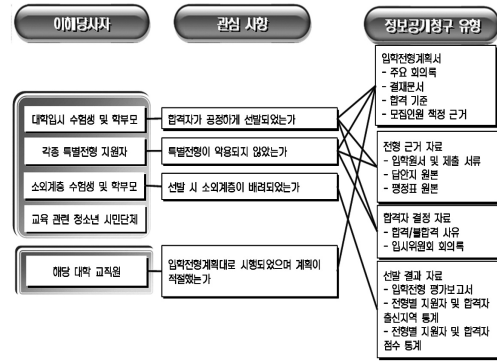 이해당사자
관심 사항
정보공개청구 유형
대학입시 수험생 및 학부모
각종 특별전형 지원자
소외계층 수험생 및 학부모
교육 관련 청소년 시민단체
해당 대학 교직원
합격자가 공정하게 선발되었는가
특별전형이 악용되지 않았는가
선발 시 소외계층이 배려되었는가
입학전형계획대로 시행되었으며 계획이
적절했는가
입학전형계획서
- 주요 회의록
- 결재문서
- 합격 기준
- 모집인원 책정 근거
전형 근거 자료
- 입학원서 및 제출 서류
- 답안지 원본
- 평정표 원본
합격자 결정 자료
- 합격/불합격 사유
- 입시위원회 회의록
선발 결과 자료
- 입학전형 평가보고서
- 전형별 지원자 및 합격자
출신지역 통계
- 전형별 지원자 및 합격자
점수 통계